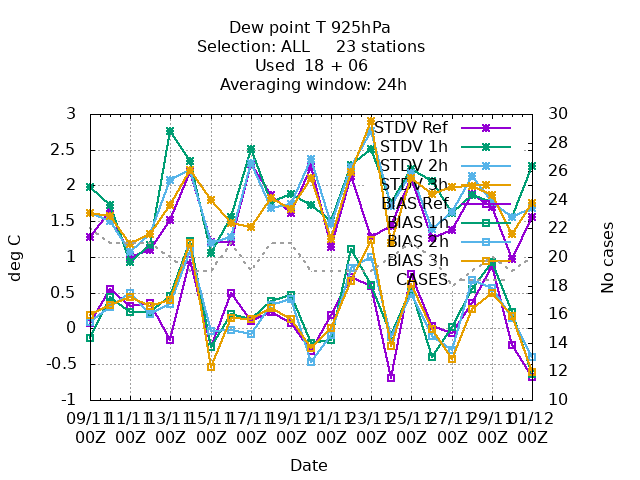 Dew point T 925hPa
Selection: ALL     23 stations
Used  18 + 06
Averaging window: 24h
3
2.5
2
1.5
1
0.5
0
-0.5
-1
30
28
26
24
22
20
18
16
14
12
10
deg C
No cases
STDV Ref
STDV 1h
STDV 2h
STDV 3h
BIAS Ref
BIAS 1h
BIAS 2h
BIAS 3h
CASES
09/11 11/11 13/11 15/11 17/11 19/11 21/11 23/11 25/11 27/11 29/11 01/12
00Z 00Z 00Z 00Z 00Z 00Z 00Z 00Z 00Z 00Z 00Z 00Z
Date